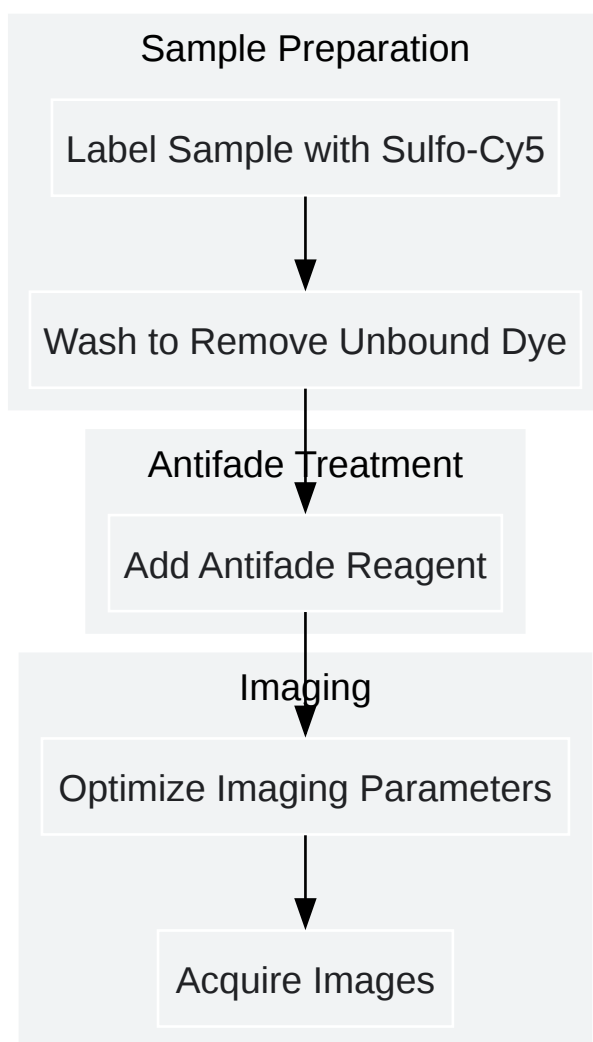 Sample Preparation
Label Sample with Sulfo-Cy5
Wash to Remove Unbound Dye
Antifade Treatment
Add Antifade Reagent
Imaging
Optimize Imaging Parameters
Acquire Images